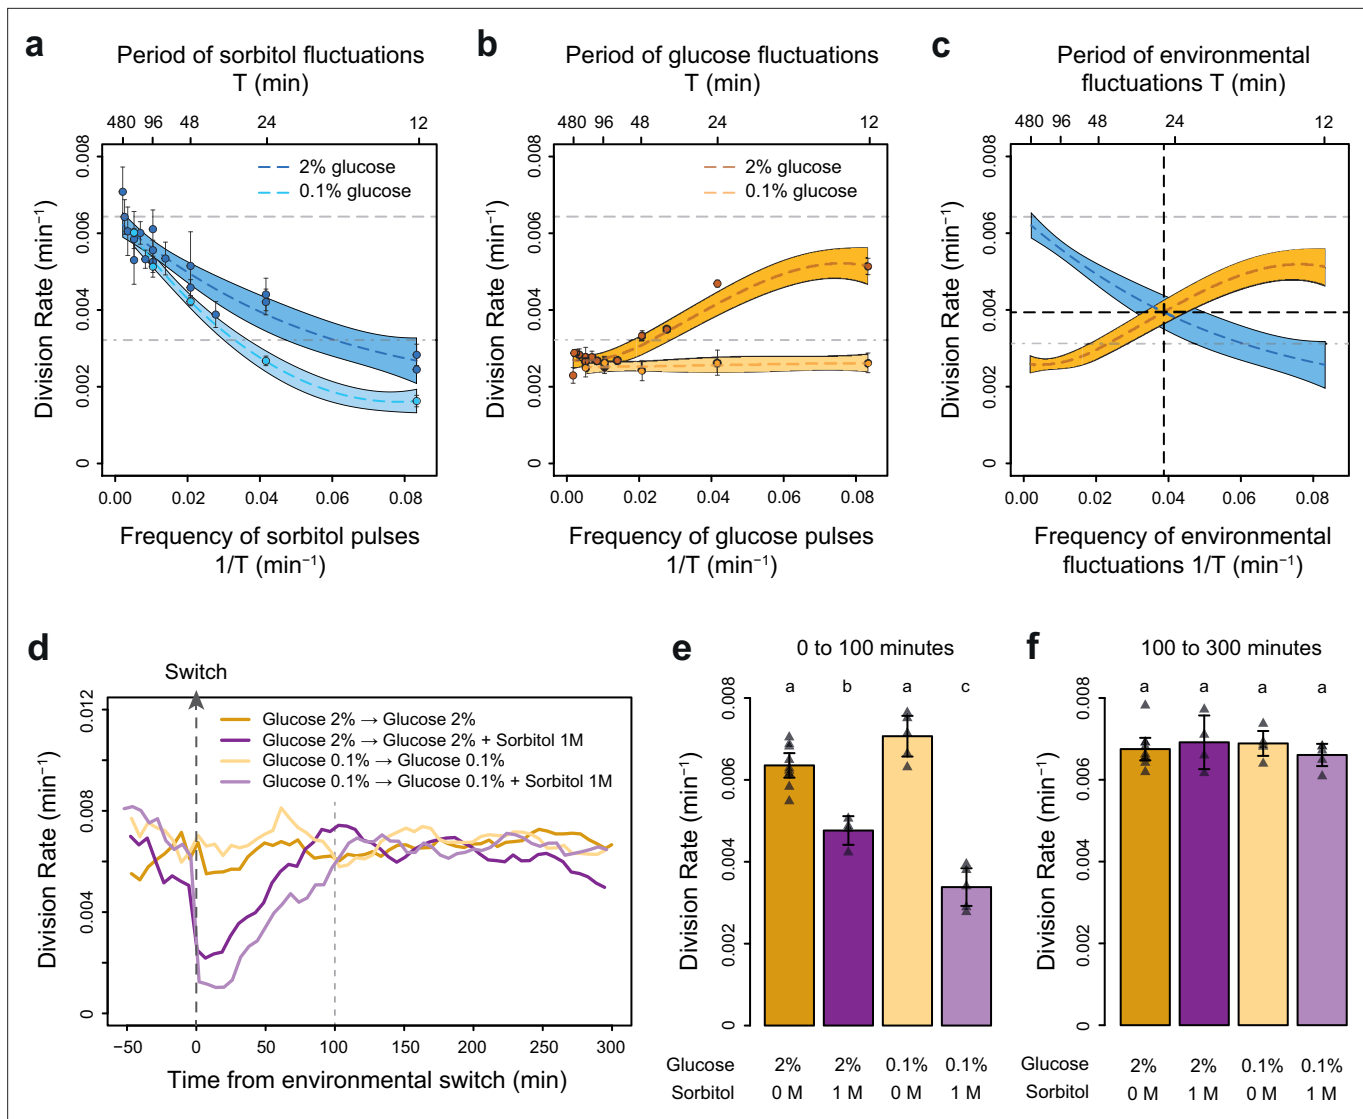 a
Period of sorbitol fluctuations
T (min)
480 96 48 24 12
2% glucose
0.1% glucose
0.008
0.006
0.004
0.002
0
Division Rate (min⁻¹)
0.00 0.02 0.04 0.06 0.08
Frequency of sorbitol pulses
1/T (min⁻¹)
b
Period of glucose fluctuations
T (min)
480 96 48 24 12
2% glucose
0.1% glucose
0.008
0.006
0.004
0.002
0
Division Rate (min⁻¹)
0.00 0.02 0.04 0.06 0.08
Frequency of glucose pulses
1/T (min⁻¹)
c
Period of environmental
fluctuations T (min)
480 96 48 24 12
0.008
0.006
0.004
0.002
0
Division Rate (min⁻¹)
0.00 0.02 0.04 0.06 0.08
Frequency of environmental
fluctuations 1/T (min⁻¹)
d
Switch
Glucose 2% → Glucose 2%
Glucose 2% → Glucose 2% + Sorbitol 1M
Glucose 0.1% → Glucose 0.1%
Glucose 0.1% → Glucose 0.1% + Sorbitol 1M
0.012
0.008
0.004
0
Division Rate (min⁻¹)
−50 0 50 100 150 200 250 300
Time from environmental switch (min)
e
0 to 100 minutes
a b a c
0.008
0.006
0.004
0.002
0
Division Rate (min⁻¹)
Glucose 2% 2% 0.1% 0.1%
Sorbitol 0 M 1 M 0 M 1 M
f
100 to 300 minutes
a a a a
0.008
0.006
0.004
0.002
0
Division Rate (min⁻¹)
Glucose 2% 2% 0.1% 0.1%
Sorbitol 0 M 1 M 0 M 1 M